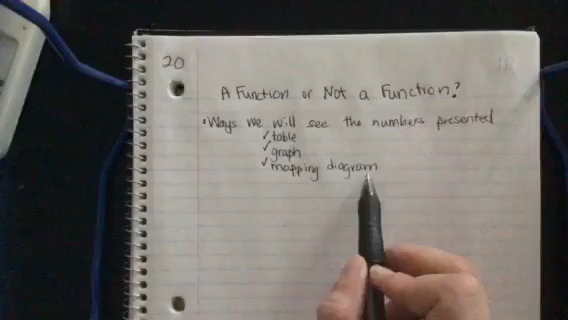 20
A Function or Not a Function?
•Ways we will see the numbers presented
✓table
✓graph
✓mapping diagram